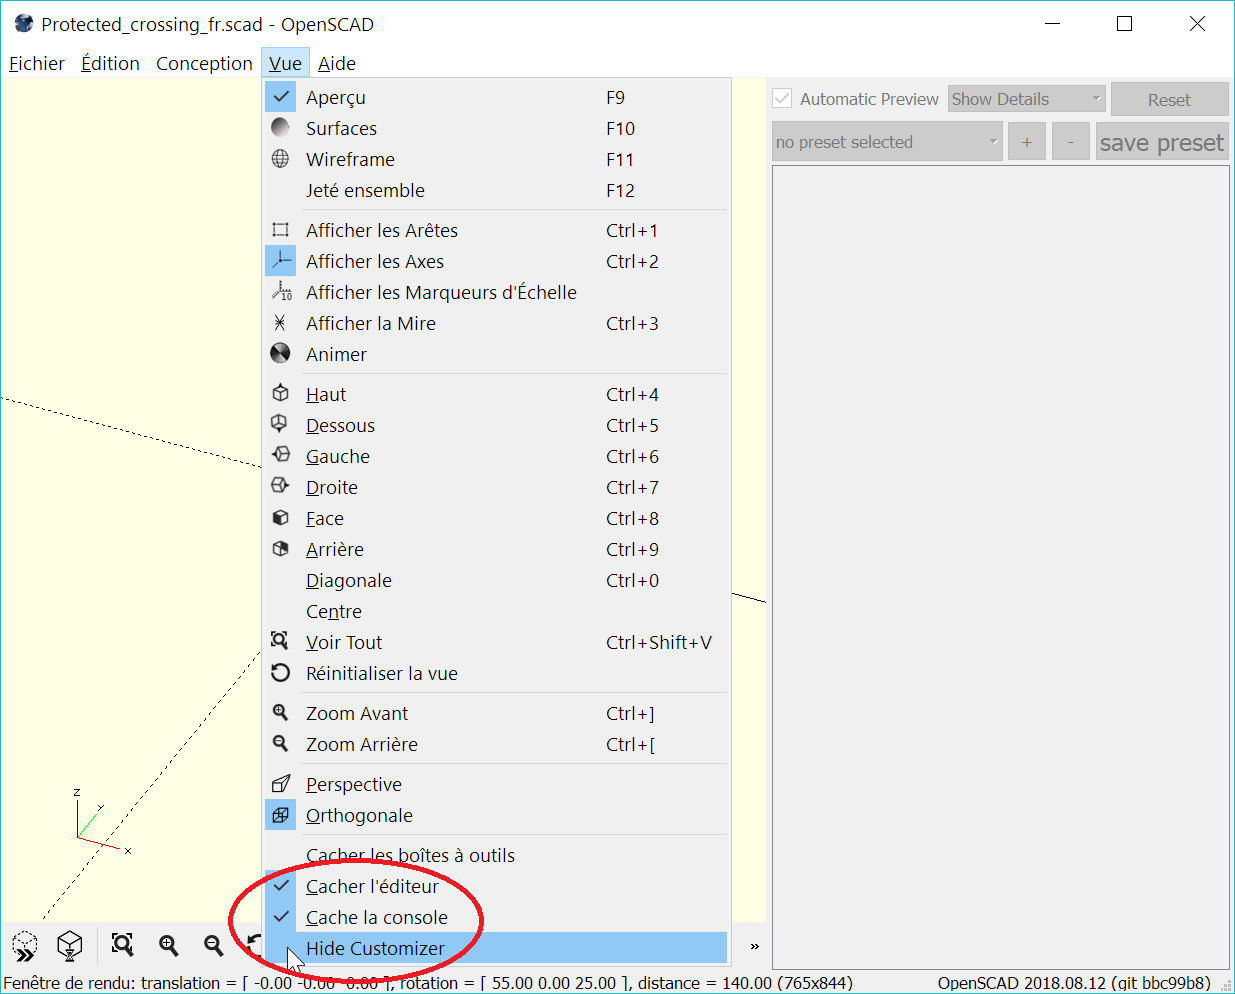 Protected_crossing_fr.scad - OpenSCAD
Fichier Édition Conception Vue Aide
Aperçu F9
Surfaces F10
Wireframe F11
Jeté ensemble F12
Afficher les Arêtes Ctrl+1
Afficher les Axes Ctrl+2
10 Afficher les Marqueurs d'Échelle
Afficher la Mire Ctrl+3
Animer
Haut Ctrl+4
Dessous Ctrl+5
Gauche Ctrl+6
Droite Ctrl+7
Face Ctrl+8
Arrière Ctrl+9
Diagonale Ctrl+0
Centre
Voir Tout Ctrl+Shift+V
Réinitialiser la vue
Zoom Avant Ctrl+]
Zoom Arrière Ctrl+[
Perspective
Orthogonale
Cacher les boîtes à outils
Cacher l'éditeur
Cache la console
Hide Customizer
Automatic Preview Show Details Reset
no preset selected + - save preset
z
y
x
»
Fenêtre de rendu: translation = [ -0.00 -0.00 -0.00 ], rotation = [ 55.00 0.00 25.00 ], distance = 140.00 (765x844) OpenSCAD 2018.08.12 (git bbc99b8)